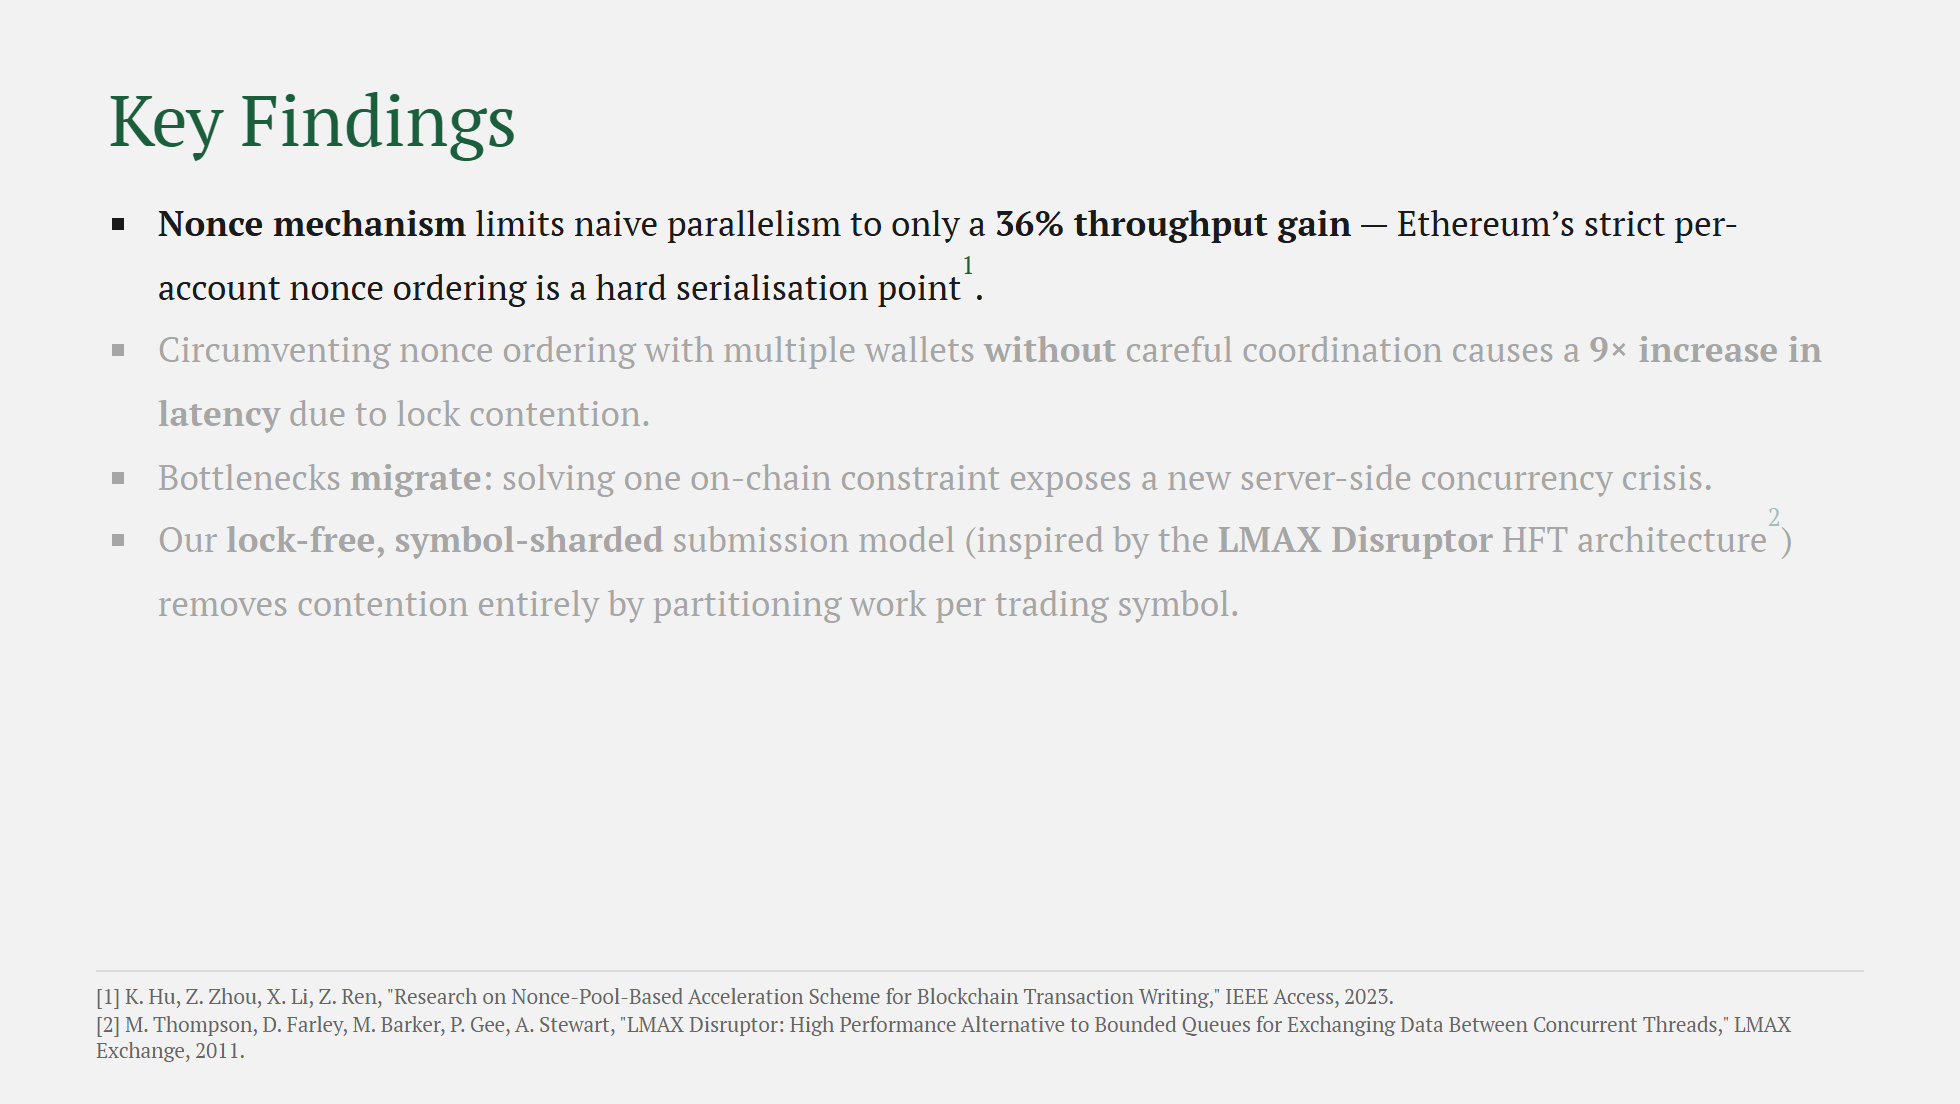 Key Findings
▪ Nonce mechanism limits naive parallelism to only a 36% throughput gain — Ethereum’s strict per-
account nonce ordering is a hard serialisation point1.
▪ Circumventing nonce ordering with multiple wallets without careful coordination causes a 9× increase in
latency due to lock contention.
▪ Bottlenecks migrate: solving one on-chain constraint exposes a new server-side concurrency crisis.
▪ Our lock-free, symbol-sharded submission model (inspired by the LMAX Disruptor HFT architecture2)
removes contention entirely by partitioning work per trading symbol.
[1] K. Hu, Z. Zhou, X. Li, Z. Ren, "Research on Nonce-Pool-Based Acceleration Scheme for Blockchain Transaction Writing," IEEE Access, 2023.
[2] M. Thompson, D. Farley, M. Barker, P. Gee, A. Stewart, "LMAX Disruptor: High Performance Alternative to Bounded Queues for Exchanging Data Between Concurrent Threads," LMAX
Exchange, 2011.